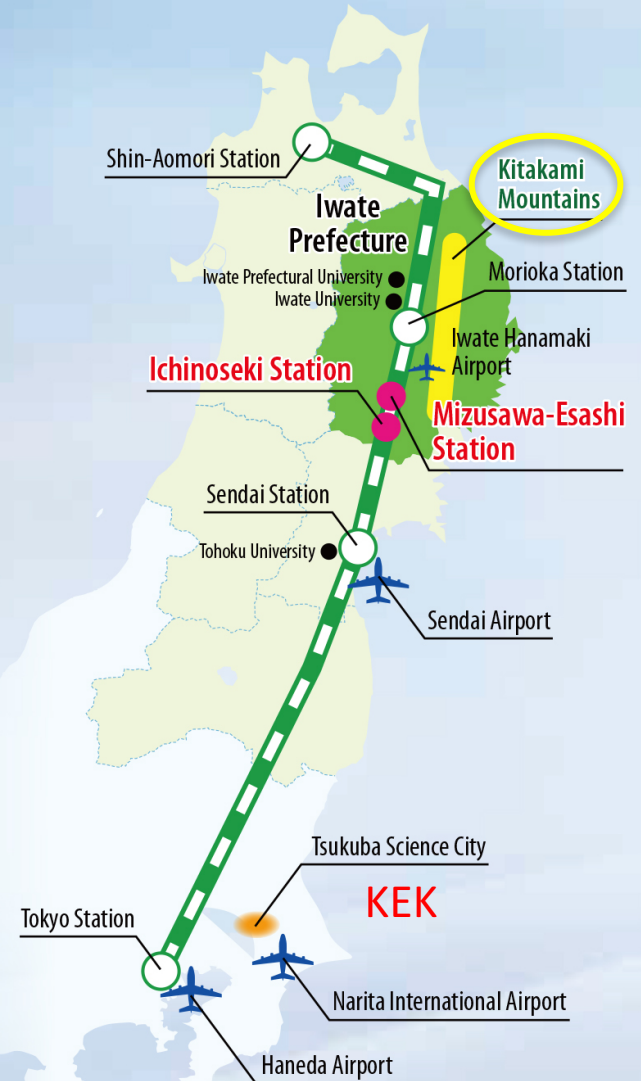 Shin-Aomori Station
Kitakami
Mountains
Iwate
Prefecture
Iwate Prefectural University
Iwate University
Morioka Station
Iwate Hanamaki
Airport
Ichinoseki Station
Mizusawa-Esashi
Station
Sendai Station
Tohoku University
Sendai Airport
Tsukuba Science City
KEK
Tokyo Station
Narita International Airport
Haneda Airport